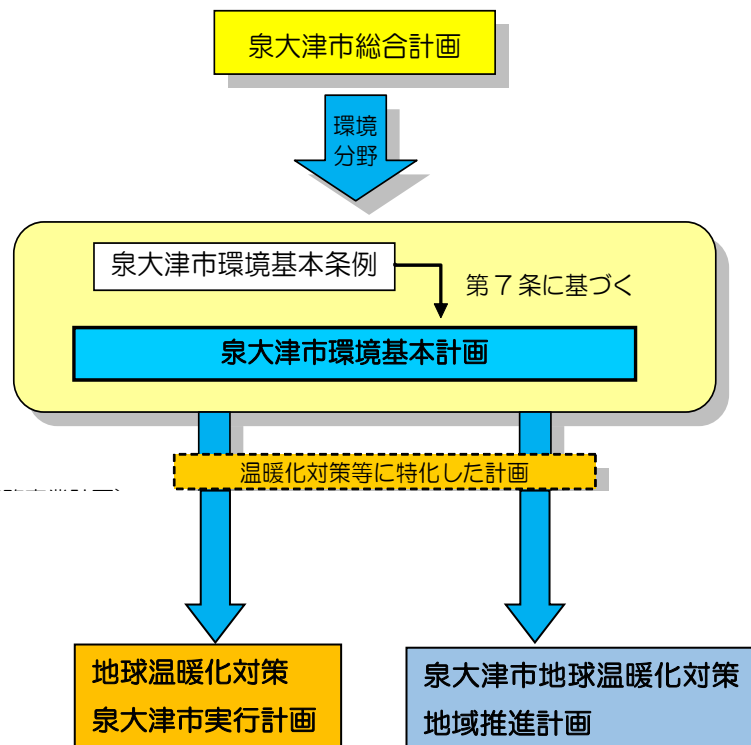 泉大津市総合計画
環境
分野
泉大津市環境基本条例
第7条に基づく
泉大津市環境基本計画
温暖化対策等に特化した計画
地球温暖化対策
泉大津市実行計画
泉大津市地球温暖化対策
地域推進計画